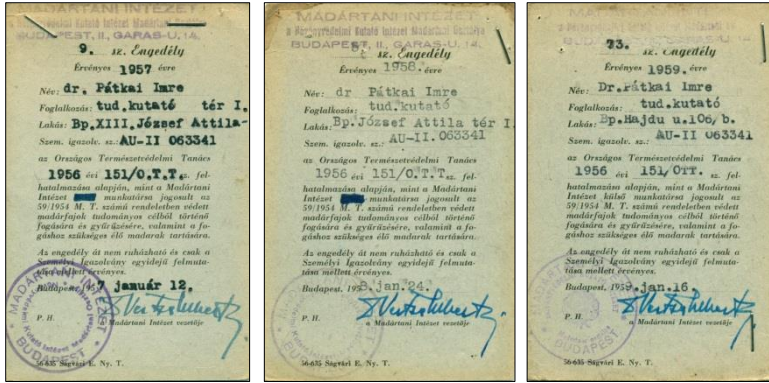 MADÁRTANI INTÉZET
BUDAPEST, II., GARAS-U. 14.
9. sz. Engedély
Érvényes 1957 évre
Név: dr. Pátkai Imre
Foglalkozás: tud.kutató tér I.
Lakás: Bp.XIII.József Attila-
Szem. igazolv. sz.: AU-II 063341
az Országos Természetvédelmi Tanács
1956 évi 151/O.T.T. sz. fel-
hatalmazása alapján, mint a Madártani
Intézet munkatársa jogosult az
59/1954 M. T. számú rendeletben védett
madárfajok tudományos célból történő
fogására és gyűrűzésére, valamint a fo-
gáshoz szükséges élő madarak tartására.
Az engedély át nem ruházható és csak a
Személyi Igazolvány egyidejű felmuta-
tása mellett érvényes.
Budapest, 1957 január 12.
P. H.
a Madártani Intézet vezetője
MADÁRTANI INTÉZET
BUDAPEST
56-635 Ságvári E. Ny. T.
MADÁRTANI INTÉZET
BUDAPEST, II., GARAS-U. 14.
sz. Engedély
Érvényes 1958. évre
Név: dr Pátkai Imre
Foglalkozás: tud.kutató
Lakás: Bp.József Attila tér I.
Szem. igazolv. sz.: AU-II. 063341
az Országos Természetvédelmi Tanács
1956 évi 151/O.T.T. sz. fel-
hatalmazása alapján, mint a Madártani
Intézet munkatársa jogosult az
59/1954 M. T. számú rendeletben védett
madárfajok tudományos célból történő
fogására és gyűrűzésére, valamint a fo-
gáshoz szükséges élő madarak tartására.
Az engedély át nem ruházható és csak a
Személyi Igazolvány egyidejű felmuta-
tása mellett érvényes.
Budapest, 1958.jan.24.
P. H.
a Madártani Intézet vezetője
BUDAPEST
56-635 Ságvári E. Ny. T.
MADÁRTANI INTÉZET
73. sz. Engedély
Érvényes 1959. évre
Név: Dr.Pátkai Imre
Foglalkozás: tud.kutató
Lakás: Bp.Hajdu u.106/b.
Szem. igazolv. sz.: AU-II 063341
az Országos Természetvédelmi Tanács
1956 évi 151/OTT. sz. fel-
hatalmazása alapján, mint a Madártani
Intézet külső munkatársa jogosult az
59/1954 M. T. számú rendeletben védett
madárfajok tudományos célból történő
fogására és gyűrűzésére, valamint a fo-
gáshoz szükséges élő madarak tartására.
Az engedély át nem ruházható és csak a
Személyi Igazolvány egyidejű felmuta-
tása mellett érvényes.
Budapest, 1959.jan.16.
P. H.
a Madártani Intézet vezetője
BUDAPEST
56-635 Ságvári E. Ny. T.